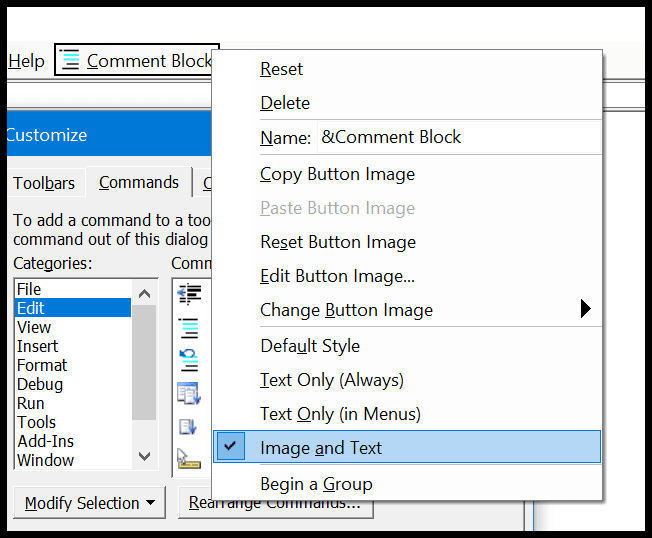 Help
Comment Block
Customize
Toolbars
Commands
To add a command to a too
command out of this dialog
Categories:
Comm
File
Edit
View
Insert
Format
Debug
Run
Tools
Add-Ins
Window
Modify Selection
Rearrange Commands...
Reset
Delete
Name: &Comment Block
Copy Button Image
Paste Button Image
Reset Button Image
Edit Button Image...
Change Button Image
Default Style
Text Only (Always)
Text Only (in Menus)
Image and Text
Begin a Group